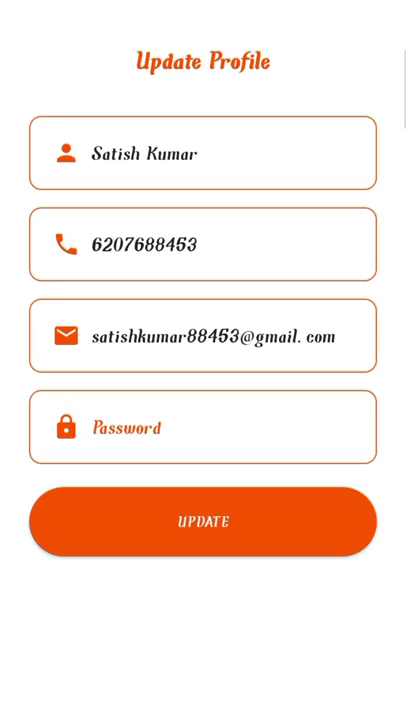 Update Profile
Satish Kumar
6207688453
satishkumar88453@gmail.com
Password
UPDATE